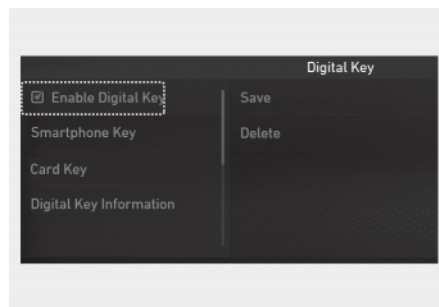 Digital Key
Enable Digital Key
Save
Smartphone Key
Delete
Card Key
Digital Key Information